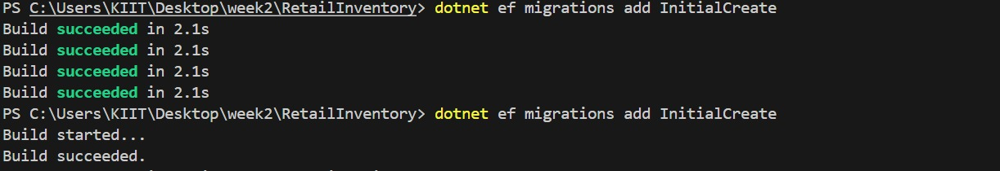 PS C:\Users\KIIT\Desktop\week2\RetailInventory> dotnet ef migrations add InitialCreate
Build succeeded in 2.1s
Build succeeded in 2.1s
Build succeeded in 2.1s
Build succeeded in 2.1s
PS C:\Users\KIIT\Desktop\week2\RetailInventory> dotnet ef migrations add InitialCreate
Build started...
Build succeeded.